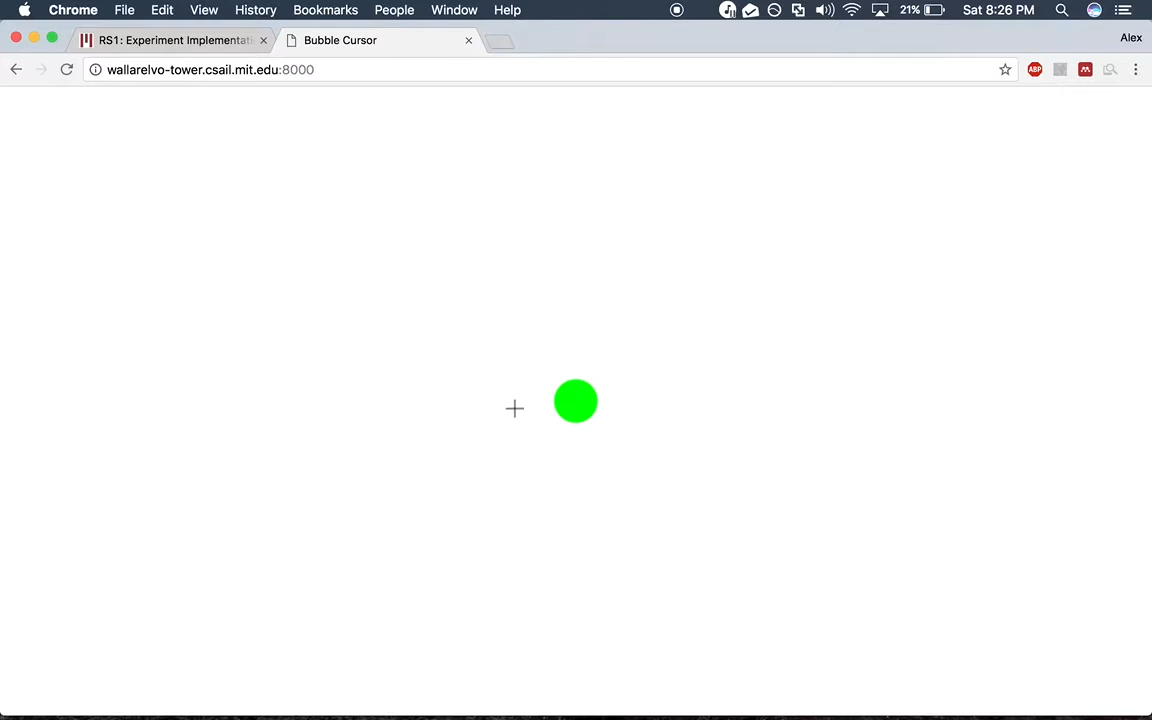 Chrome File Edit View History Bookmarks People Window Help 21% Sat 8:26 PM
RS1: Experiment Implementati Bubble Cursor Alex
wallarelvo-tower.csail.mit.edu:8000 ABP